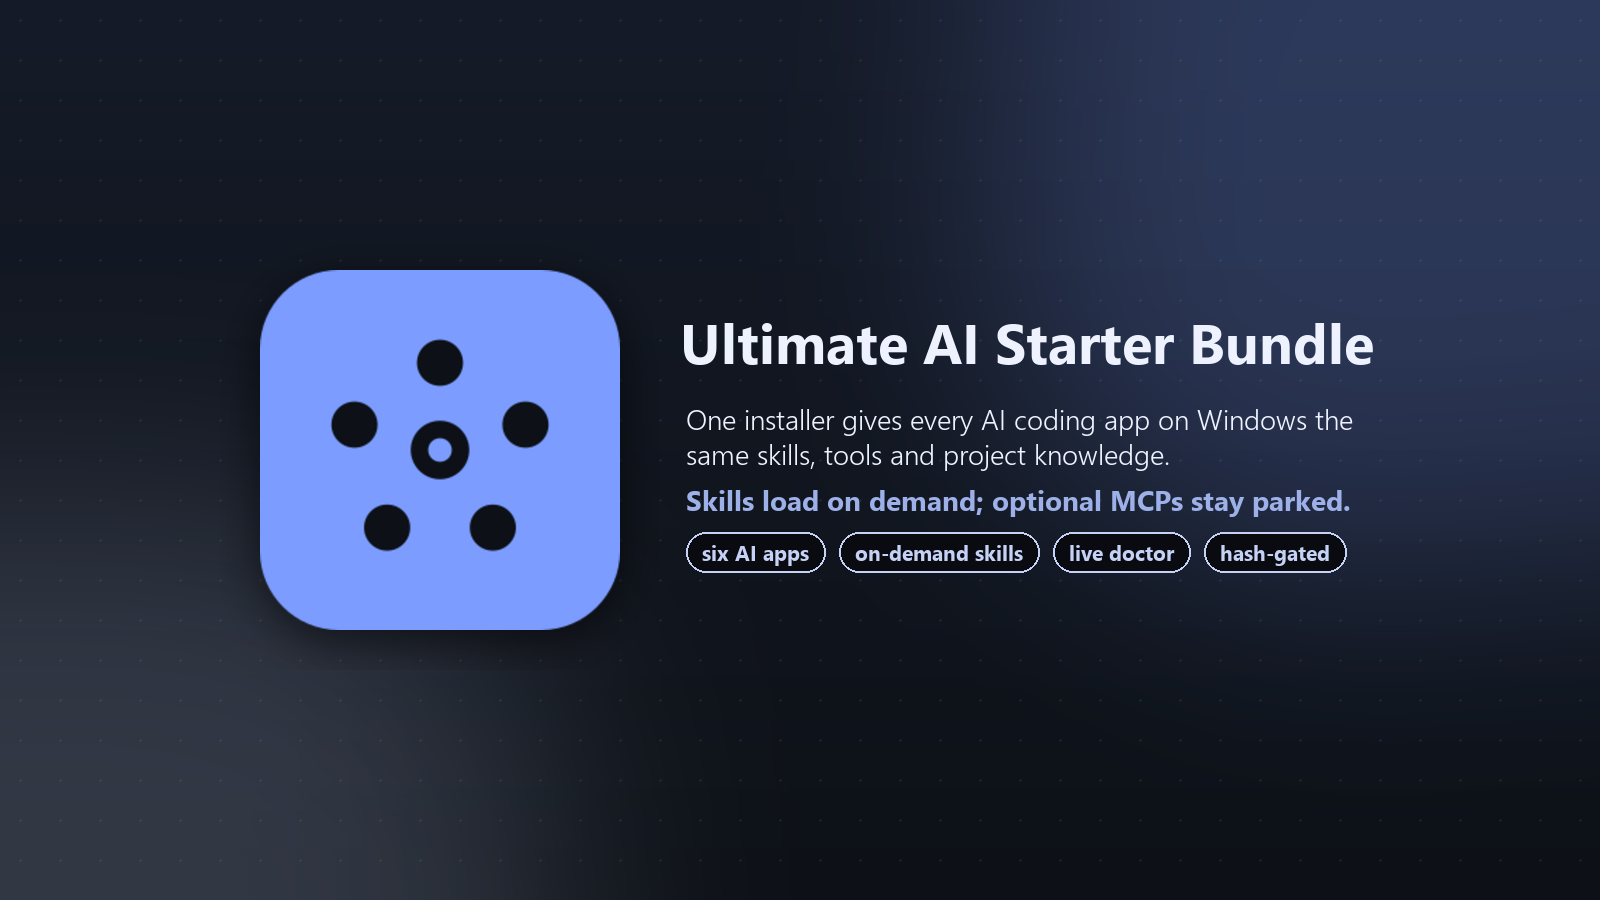 Ultimate AI Starter Bundle
One installer gives every AI coding app on Windows the
same skills, tools and project knowledge.
Skills load on demand; optional MCPs stay parked.
six AI apps
on-demand skills
live doctor
hash-gated